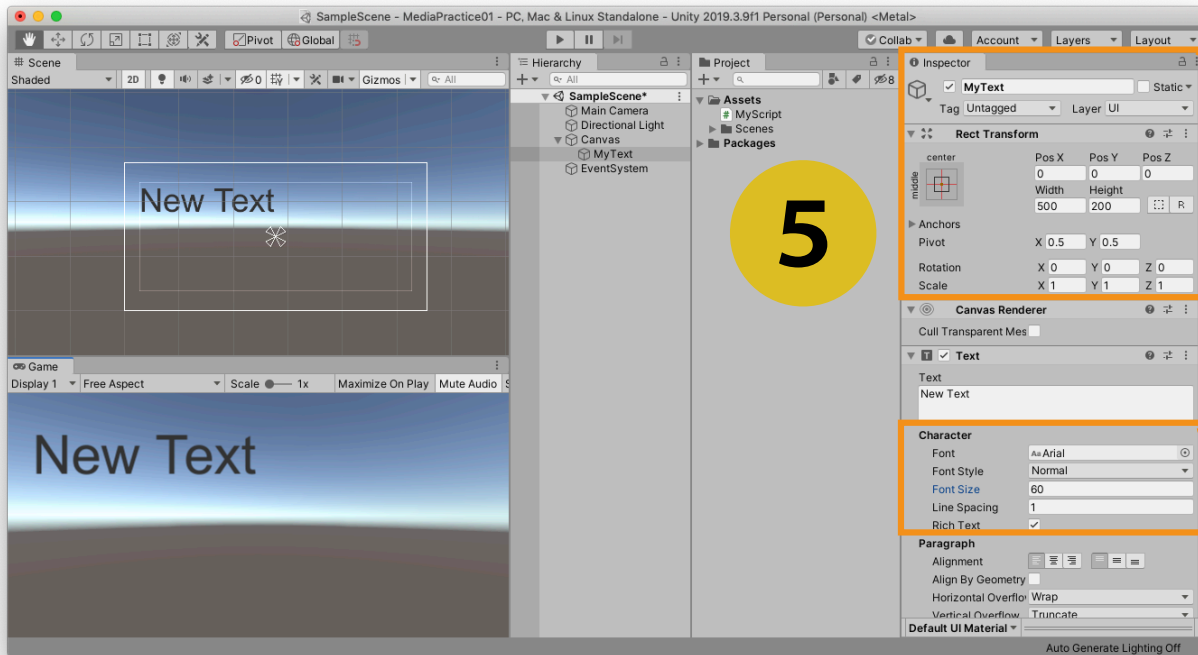 SampleScene - MediaPractice01 - PC, Mac & Linux Standalone - Unity 2019.3.9f1 Personal (Personal) <Metal>
Pivot Global Collab Account Layers Layout
Scene
Shaded 2D 0 Gizmos All
New Text
Game
Display 1 Free Aspect Scale 1x Maximize On Play Mute Audio S
New Text
Hierarchy
All
SampleScene*
Main Camera
Directional Light
Canvas
MyText
EventSystem
Project
8
Assets
MyScript
Scenes
Packages
5
Inspector
MyText Static
Tag Untagged Layer UI
Rect Transform
center
middle
Pos X Pos Y Pos Z
0 0 0
Width Height
500 200 R
Anchors
Pivot X 0.5 Y 0.5
Rotation X 0 Y 0 Z 0
Scale X 1 Y 1 Z 1
Canvas Renderer
Cull Transparent Mes
Text
Text
New Text
Character
Font Arial
Font Style Normal
Font Size 60
Line Spacing 1
Rich Text
Paragraph
Alignment
Align By Geometry
Horizontal Overflo Wrap
Vertical Overflow Truncate
Default UI Material
Auto Generate Lighting Off